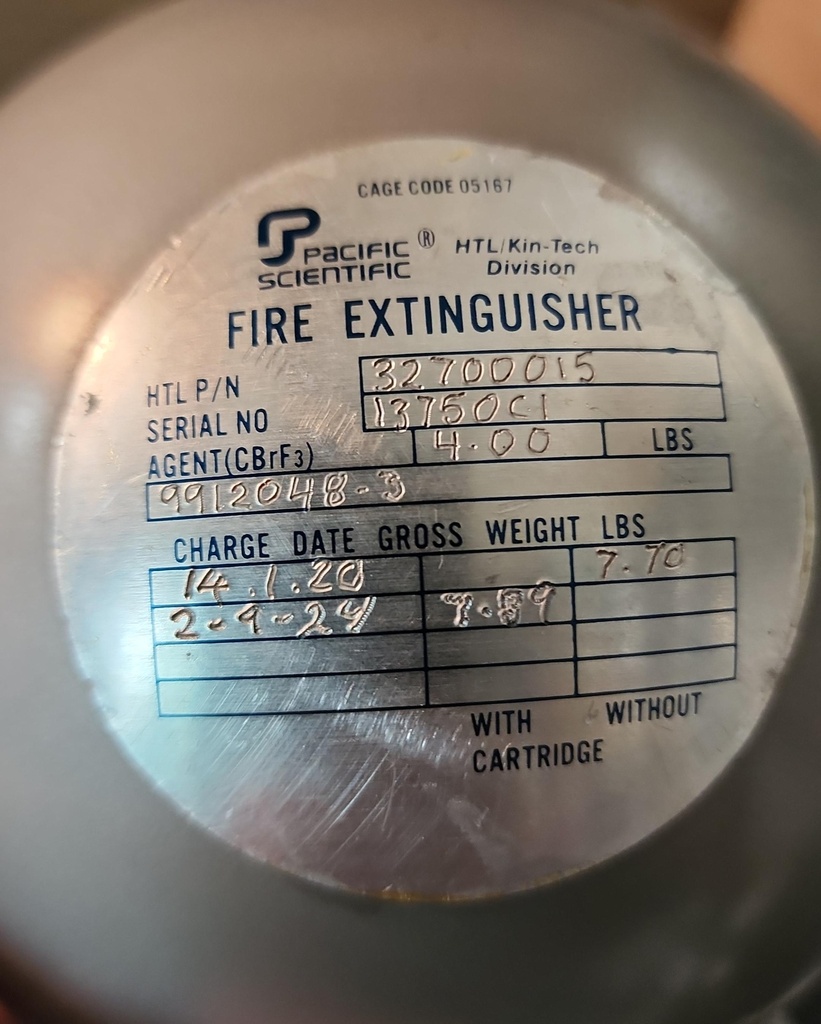 CAGE CODE 05167
PACIFIC SCIENTIFIC ® HTL/Kin-Tech Division
FIRE EXTINGUISHER
HTL P/N 32700015
SERIAL NO 13750C1
AGENT(CBrF3) 4.00 LBS
9912048-3
CHARGE DATE GROSS WEIGHT LBS
14.1.20 7.70
2-9-24
WITH CARTRIDGE WITHOUT